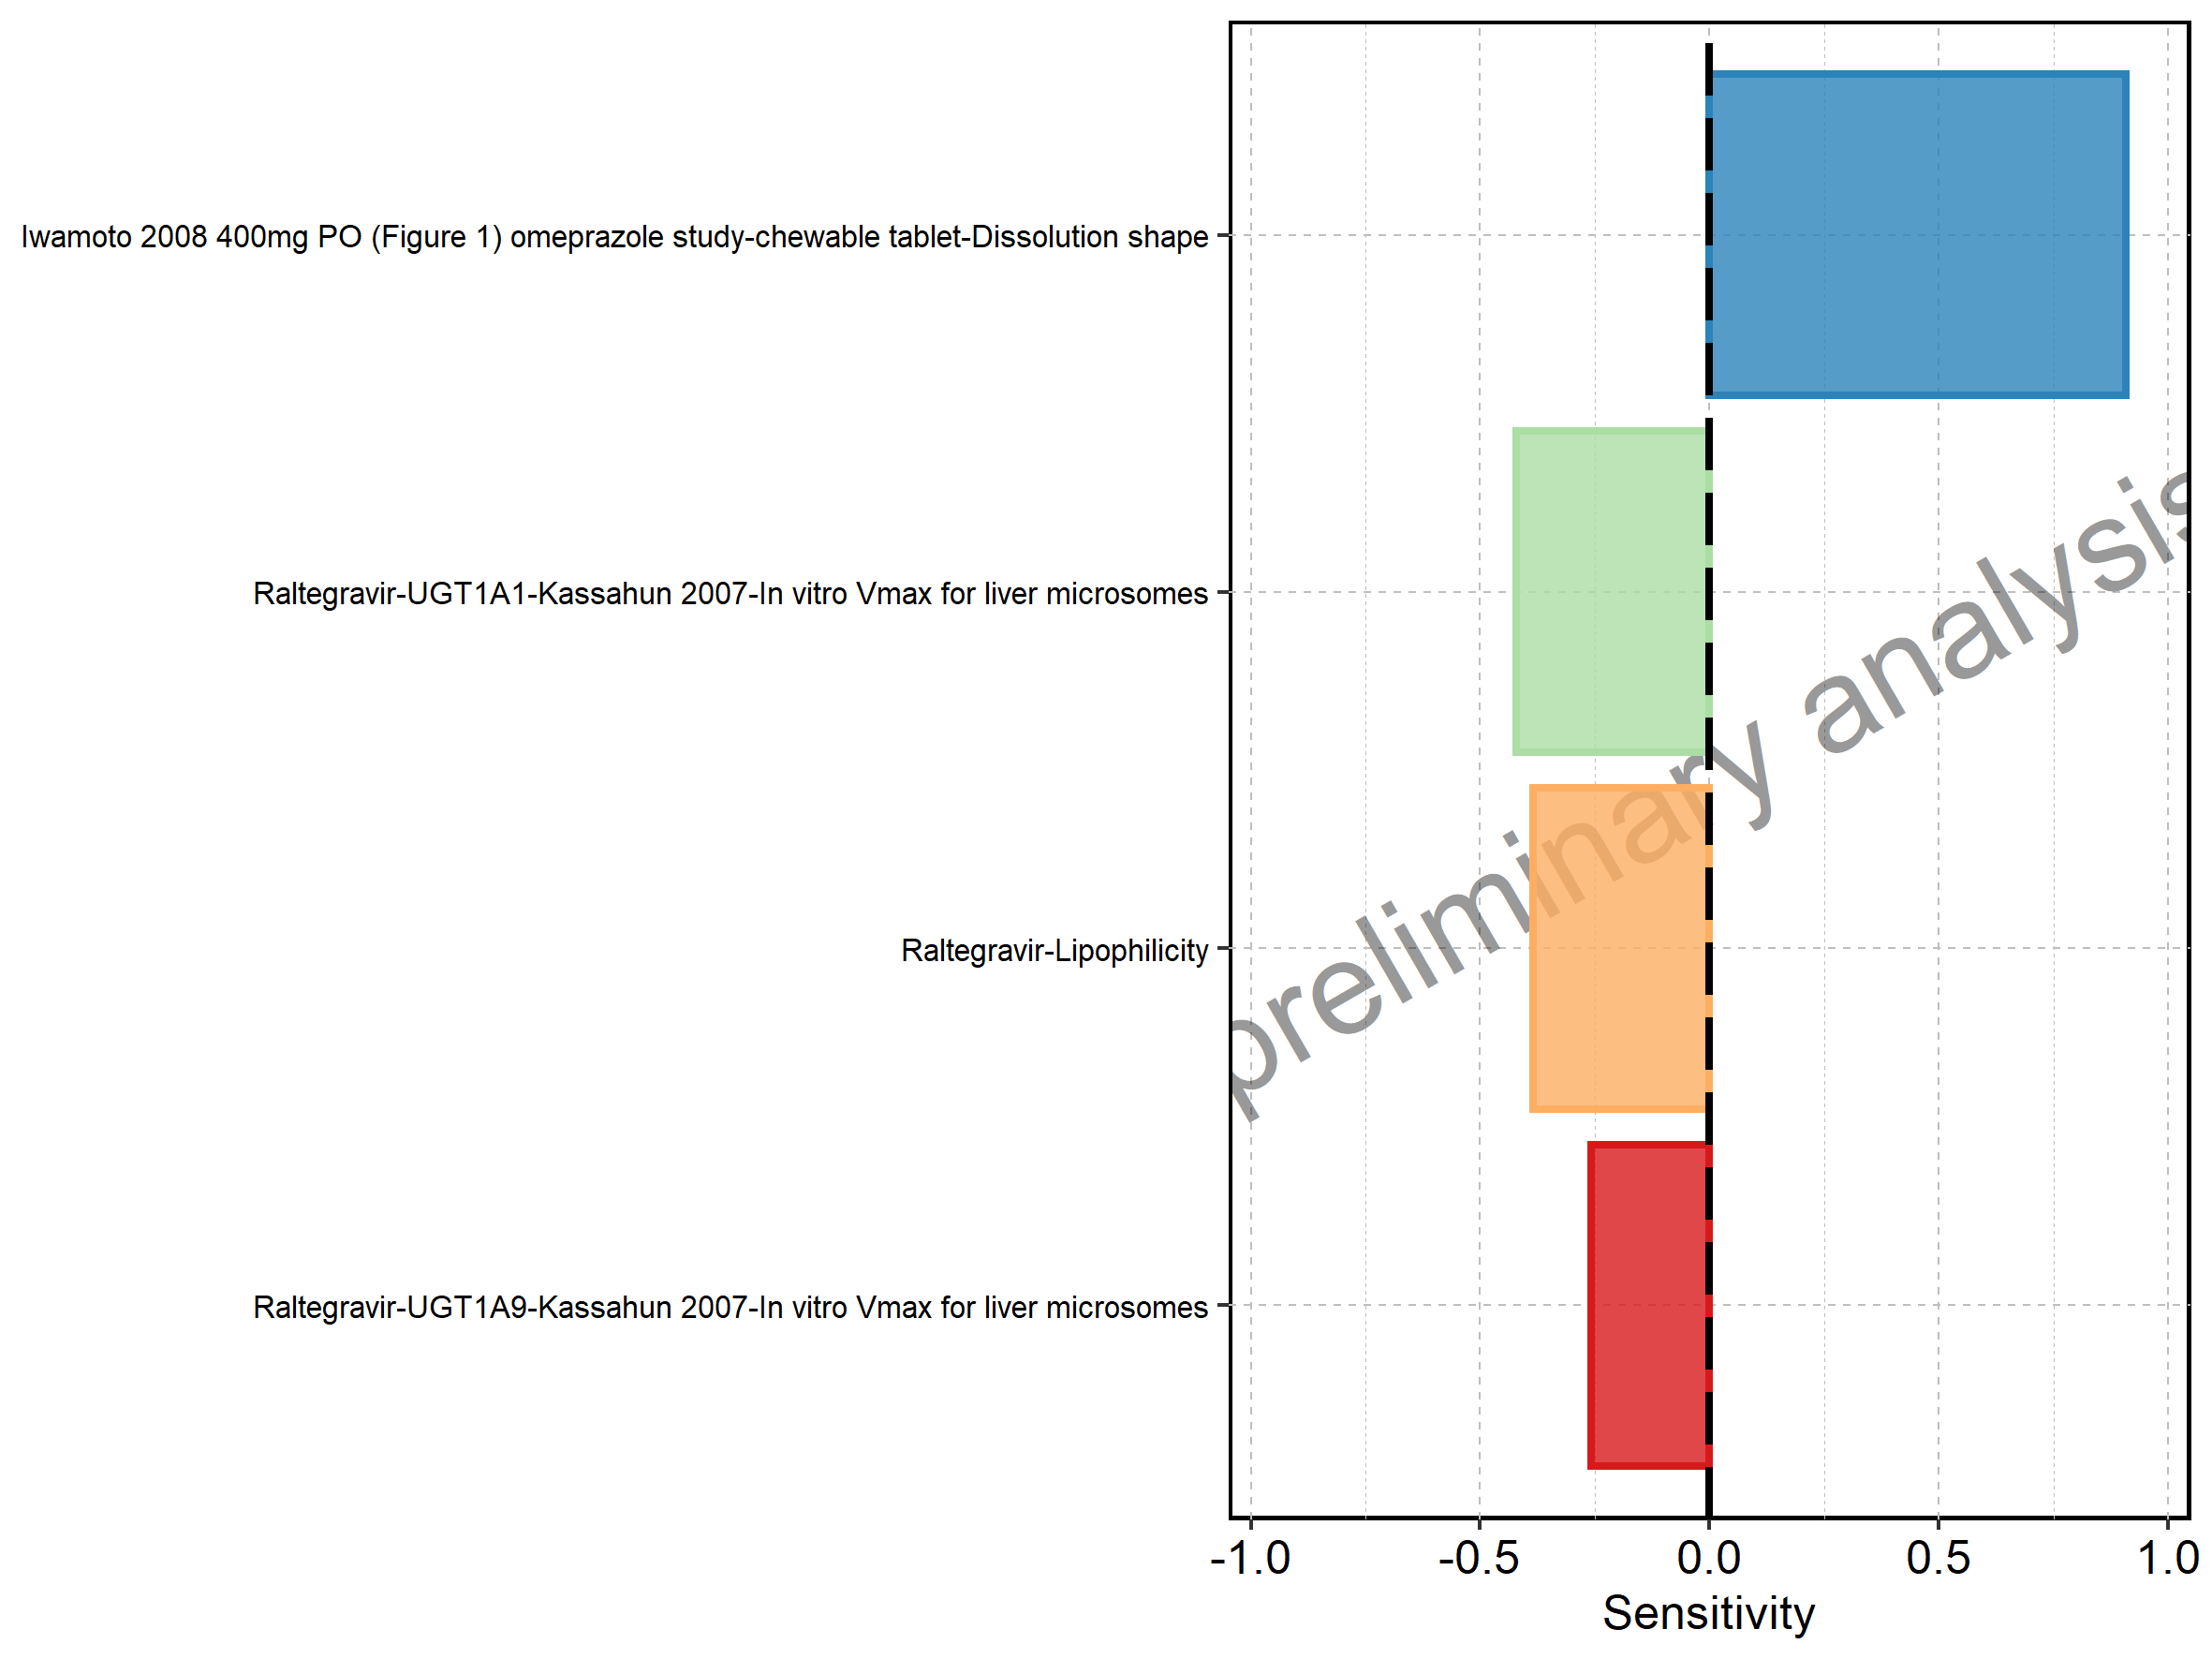 Iwamoto 2008 400mg PO (Figure 1) omeprazole study-chewable tablet-Dissolution shape
Raltegravir-UGT1A1-Kassahun 2007-In vitro Vmax for liver microsomes
Raltegravir-Lipophilicity
Raltegravir-UGT1A9-Kassahun 2007-In vitro Vmax for liver microsomes
preliminary analysis
-1.0 -0.5 0.0 0.5 1.0
Sensitivity